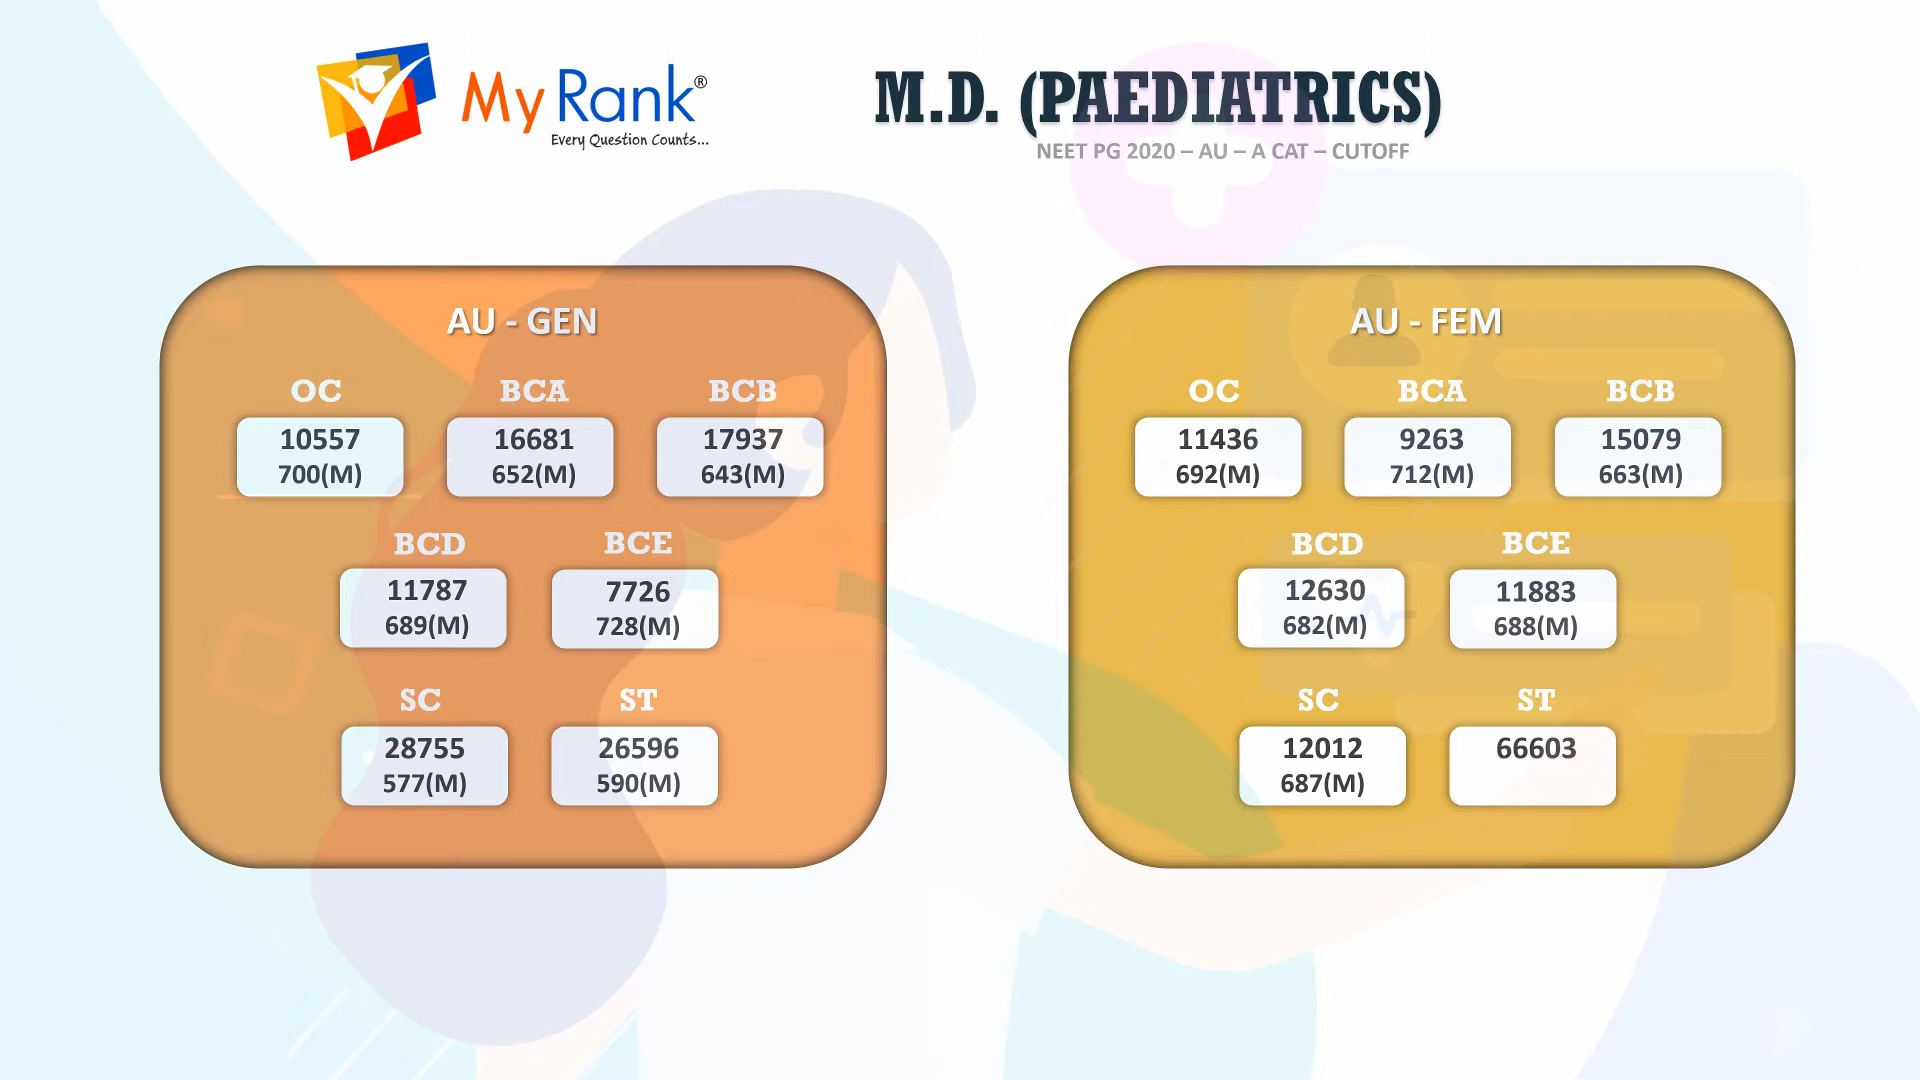 My Rank®
Every Question Counts...
M.D. (PAEDIATRICS)
NEET PG 2020 – AU – A CAT – CUTOFF
AU - GEN
OC BCA BCB
10557 16681 17937
700(M) 652(M) 643(M)
BCD BCE
11787 7726
689(M) 728(M)
SC ST
28755 26596
577(M) 590(M)
AU - FEM
OC BCA BCB
11436 9263 15079
692(M) 712(M) 663(M)
BCD BCE
12630 11883
682(M) 688(M)
SC ST
12012 66603
687(M)